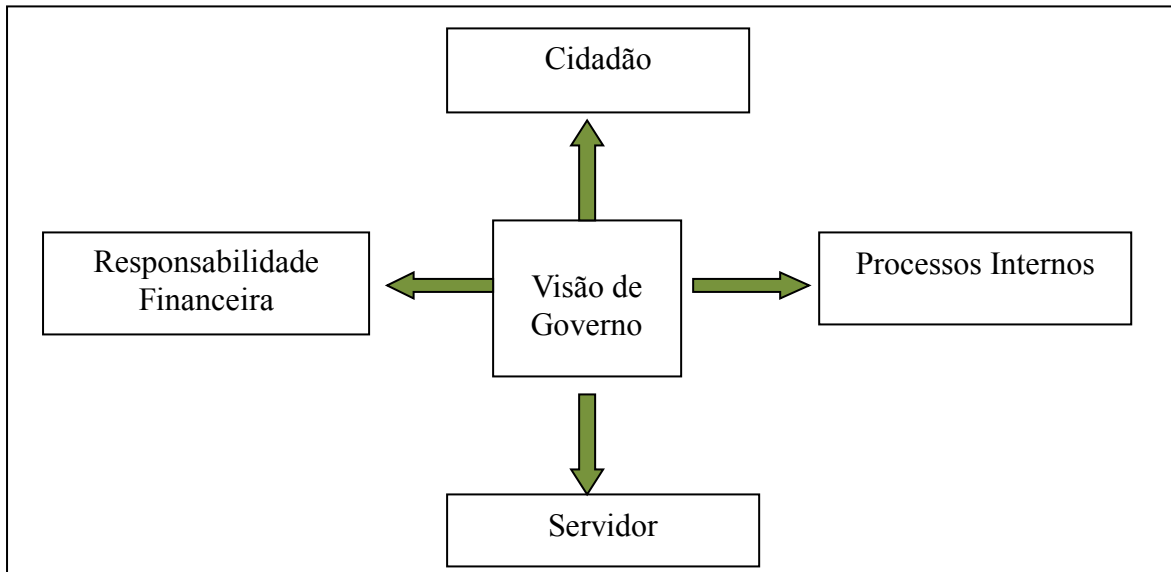 Cidadão
Responsabilidade
Financeira
Visão de
Governo
Processos Internos
Servidor